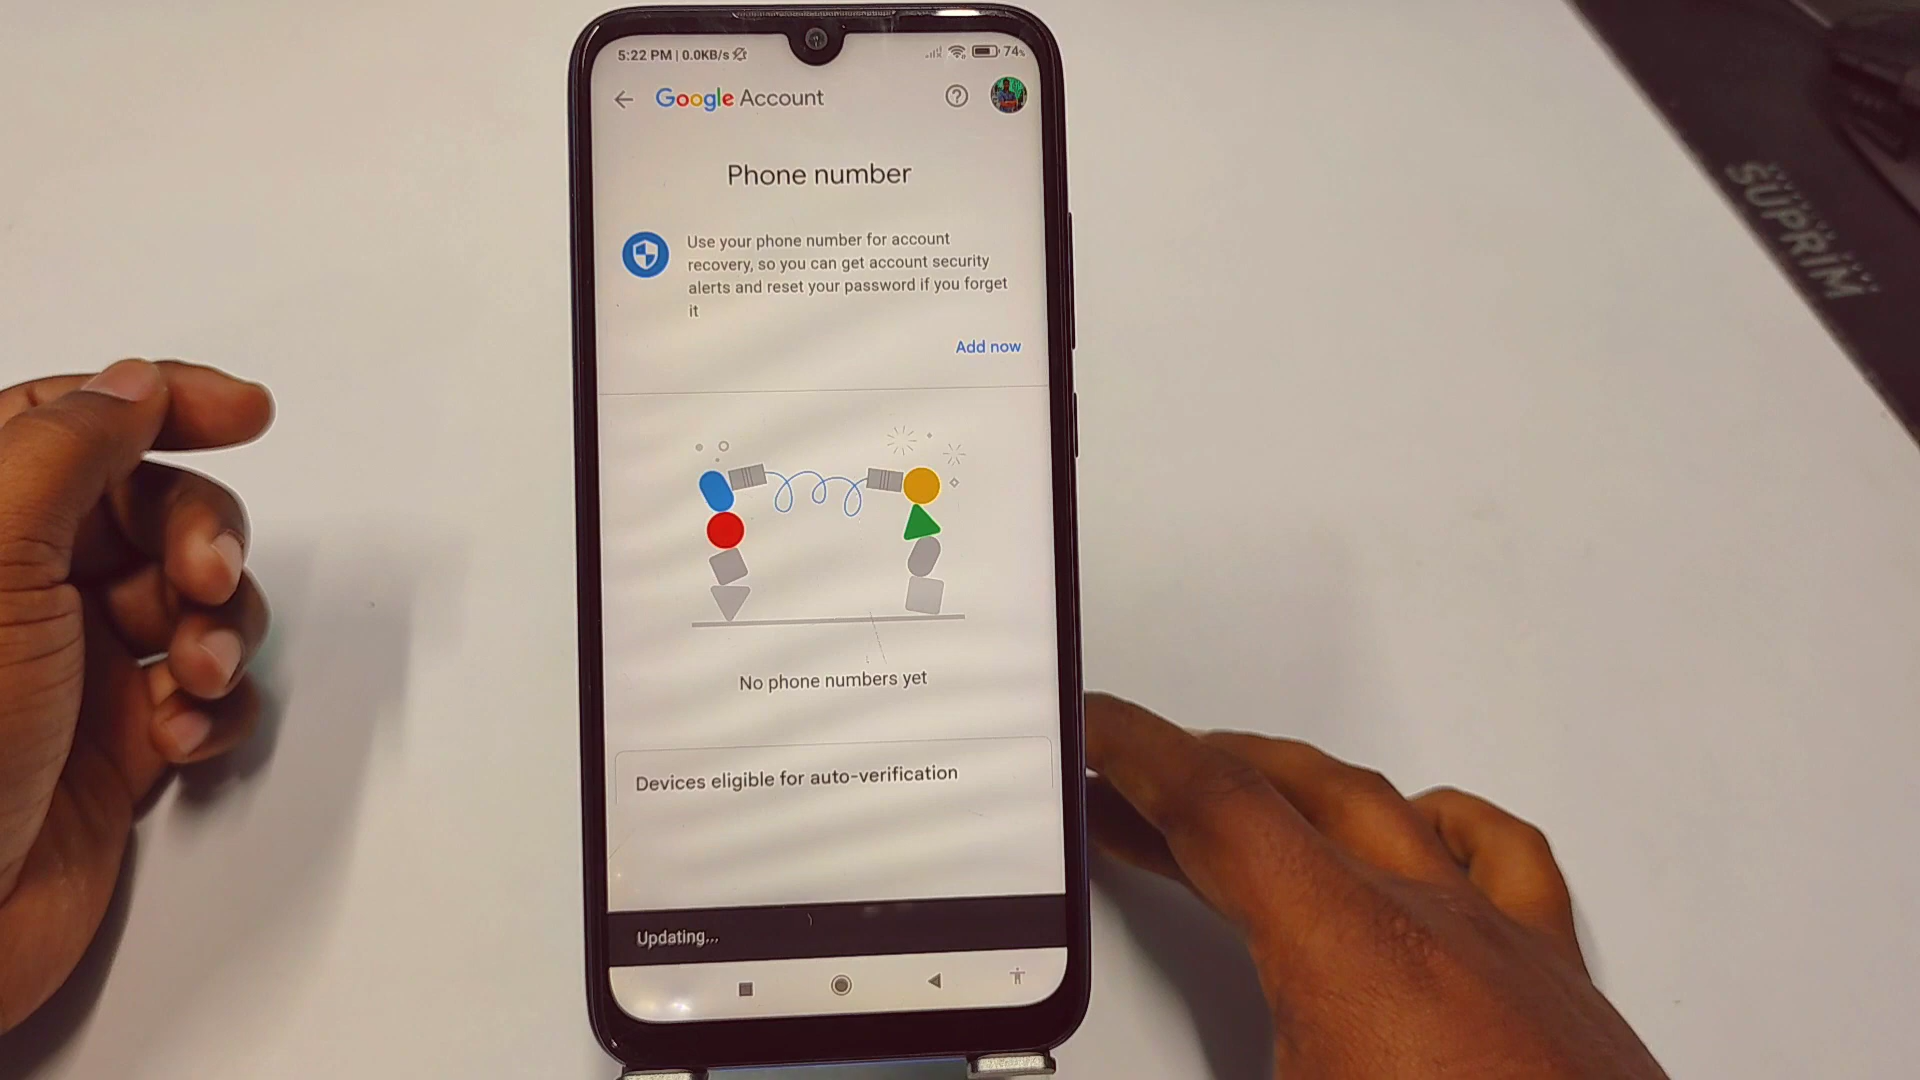 5:22 PM | 0.0KB/s
74%
Google Account
Phone number
Use your phone number for account
recovery, so you can get account security
alerts and reset your password if you forget
it
Add now
No phone numbers yet
Devices eligible for auto-verification
Updating...
SUPRIM